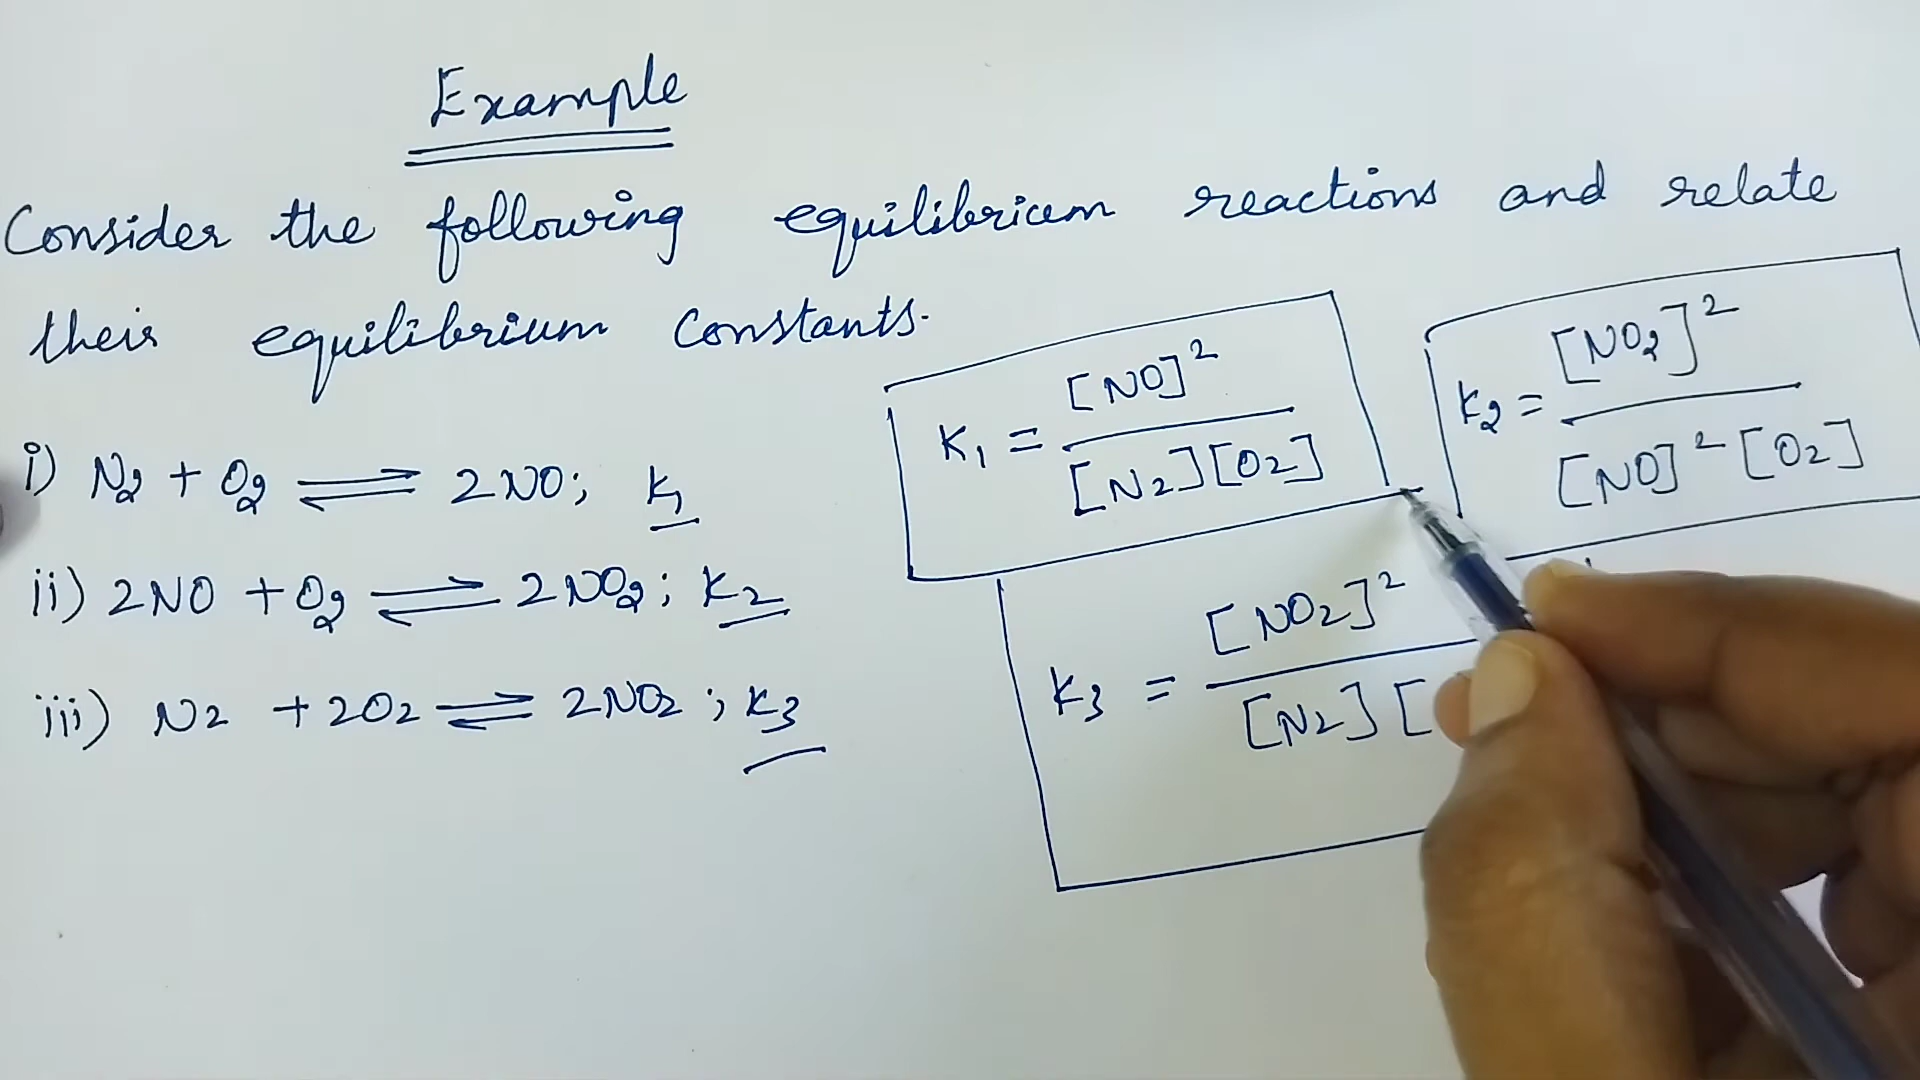 Example
Consider the following equilibrium reactions and relate
their equilibrium constants.
i) N2 + O2 ⇌ 2NO; K1
ii) 2NO + O2 ⇌ 2NO2; K2
iii) N2 + 2O2 ⇌ 2NO2; K3
K1 = [NO]² / [N2][O2]
K2 = [NO2]² / [NO]²[O2]
K3 = [NO2]² / [N2][